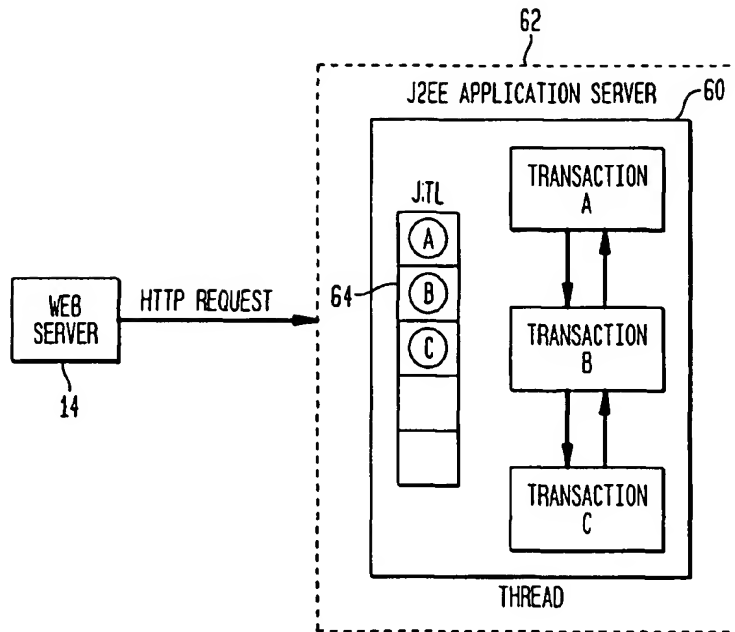 62
J2EE APPLICATION SERVER
60
J.TL
TRANSACTION
A
A
64
B
C
WEB
SERVER
14
HTTP REQUEST
TRANSACTION
B
TRANSACTION
C
THREAD